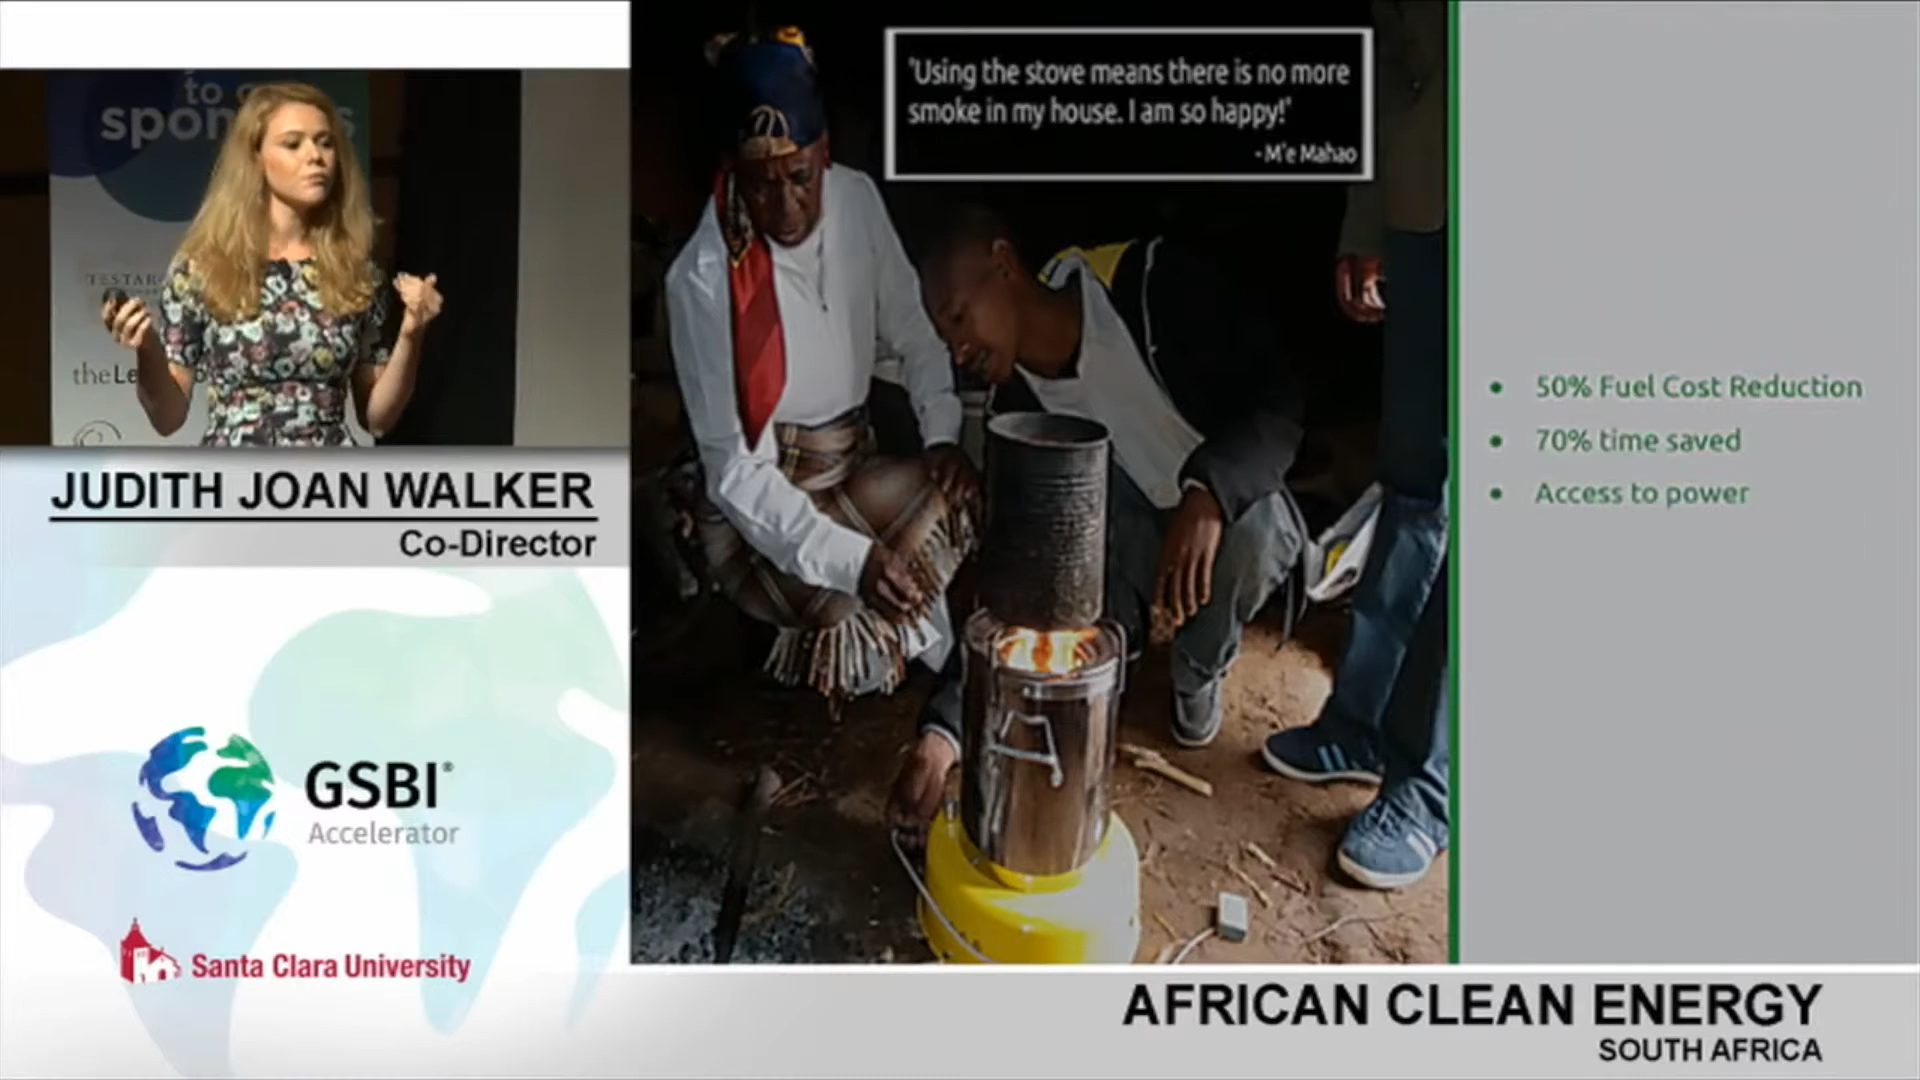 to
'Using the stove means there is no more
smoke in my house. I am so happy!'
- M'e Mahao
50% Fuel Cost Reduction
70% time saved
Access to power
JUDITH JOAN WALKER
Co-Director
GSBI®
Accelerator
Santa Clara University
AFRICAN CLEAN ENERGY
SOUTH AFRICA